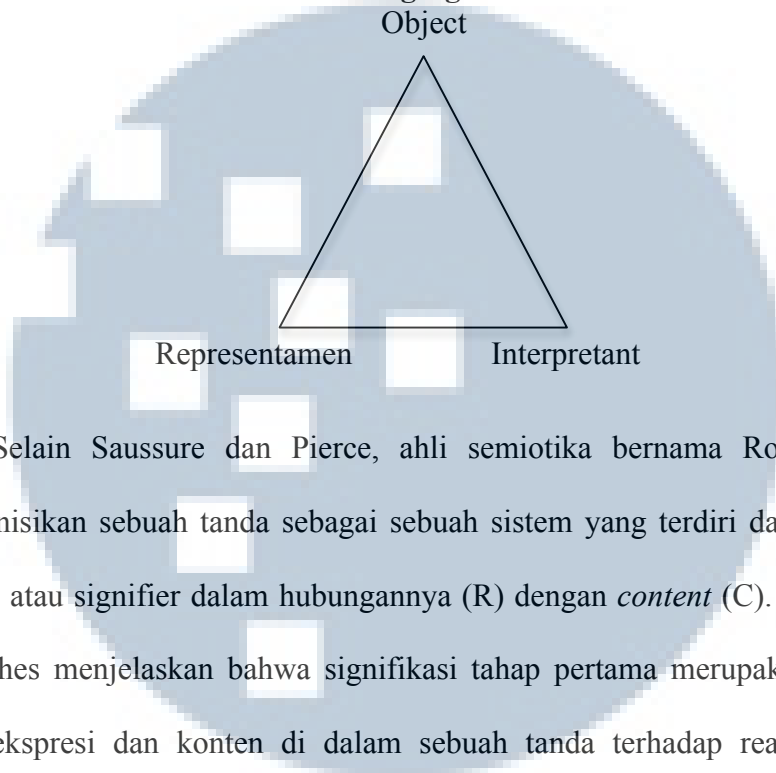 Object
Representamen Interpretant
Selain Saussure dan Pierce, ahli semiotika bernama Ro
nisikan sebuah tanda sebagai sebuah sistem yang terdiri da
atau signifier dalam hubungannya (R) dengan content (C).
hes menjelaskan bahwa signifikasi tahap pertama merupak
ekspresi dan konten di dalam sebuah tanda terhadap rea